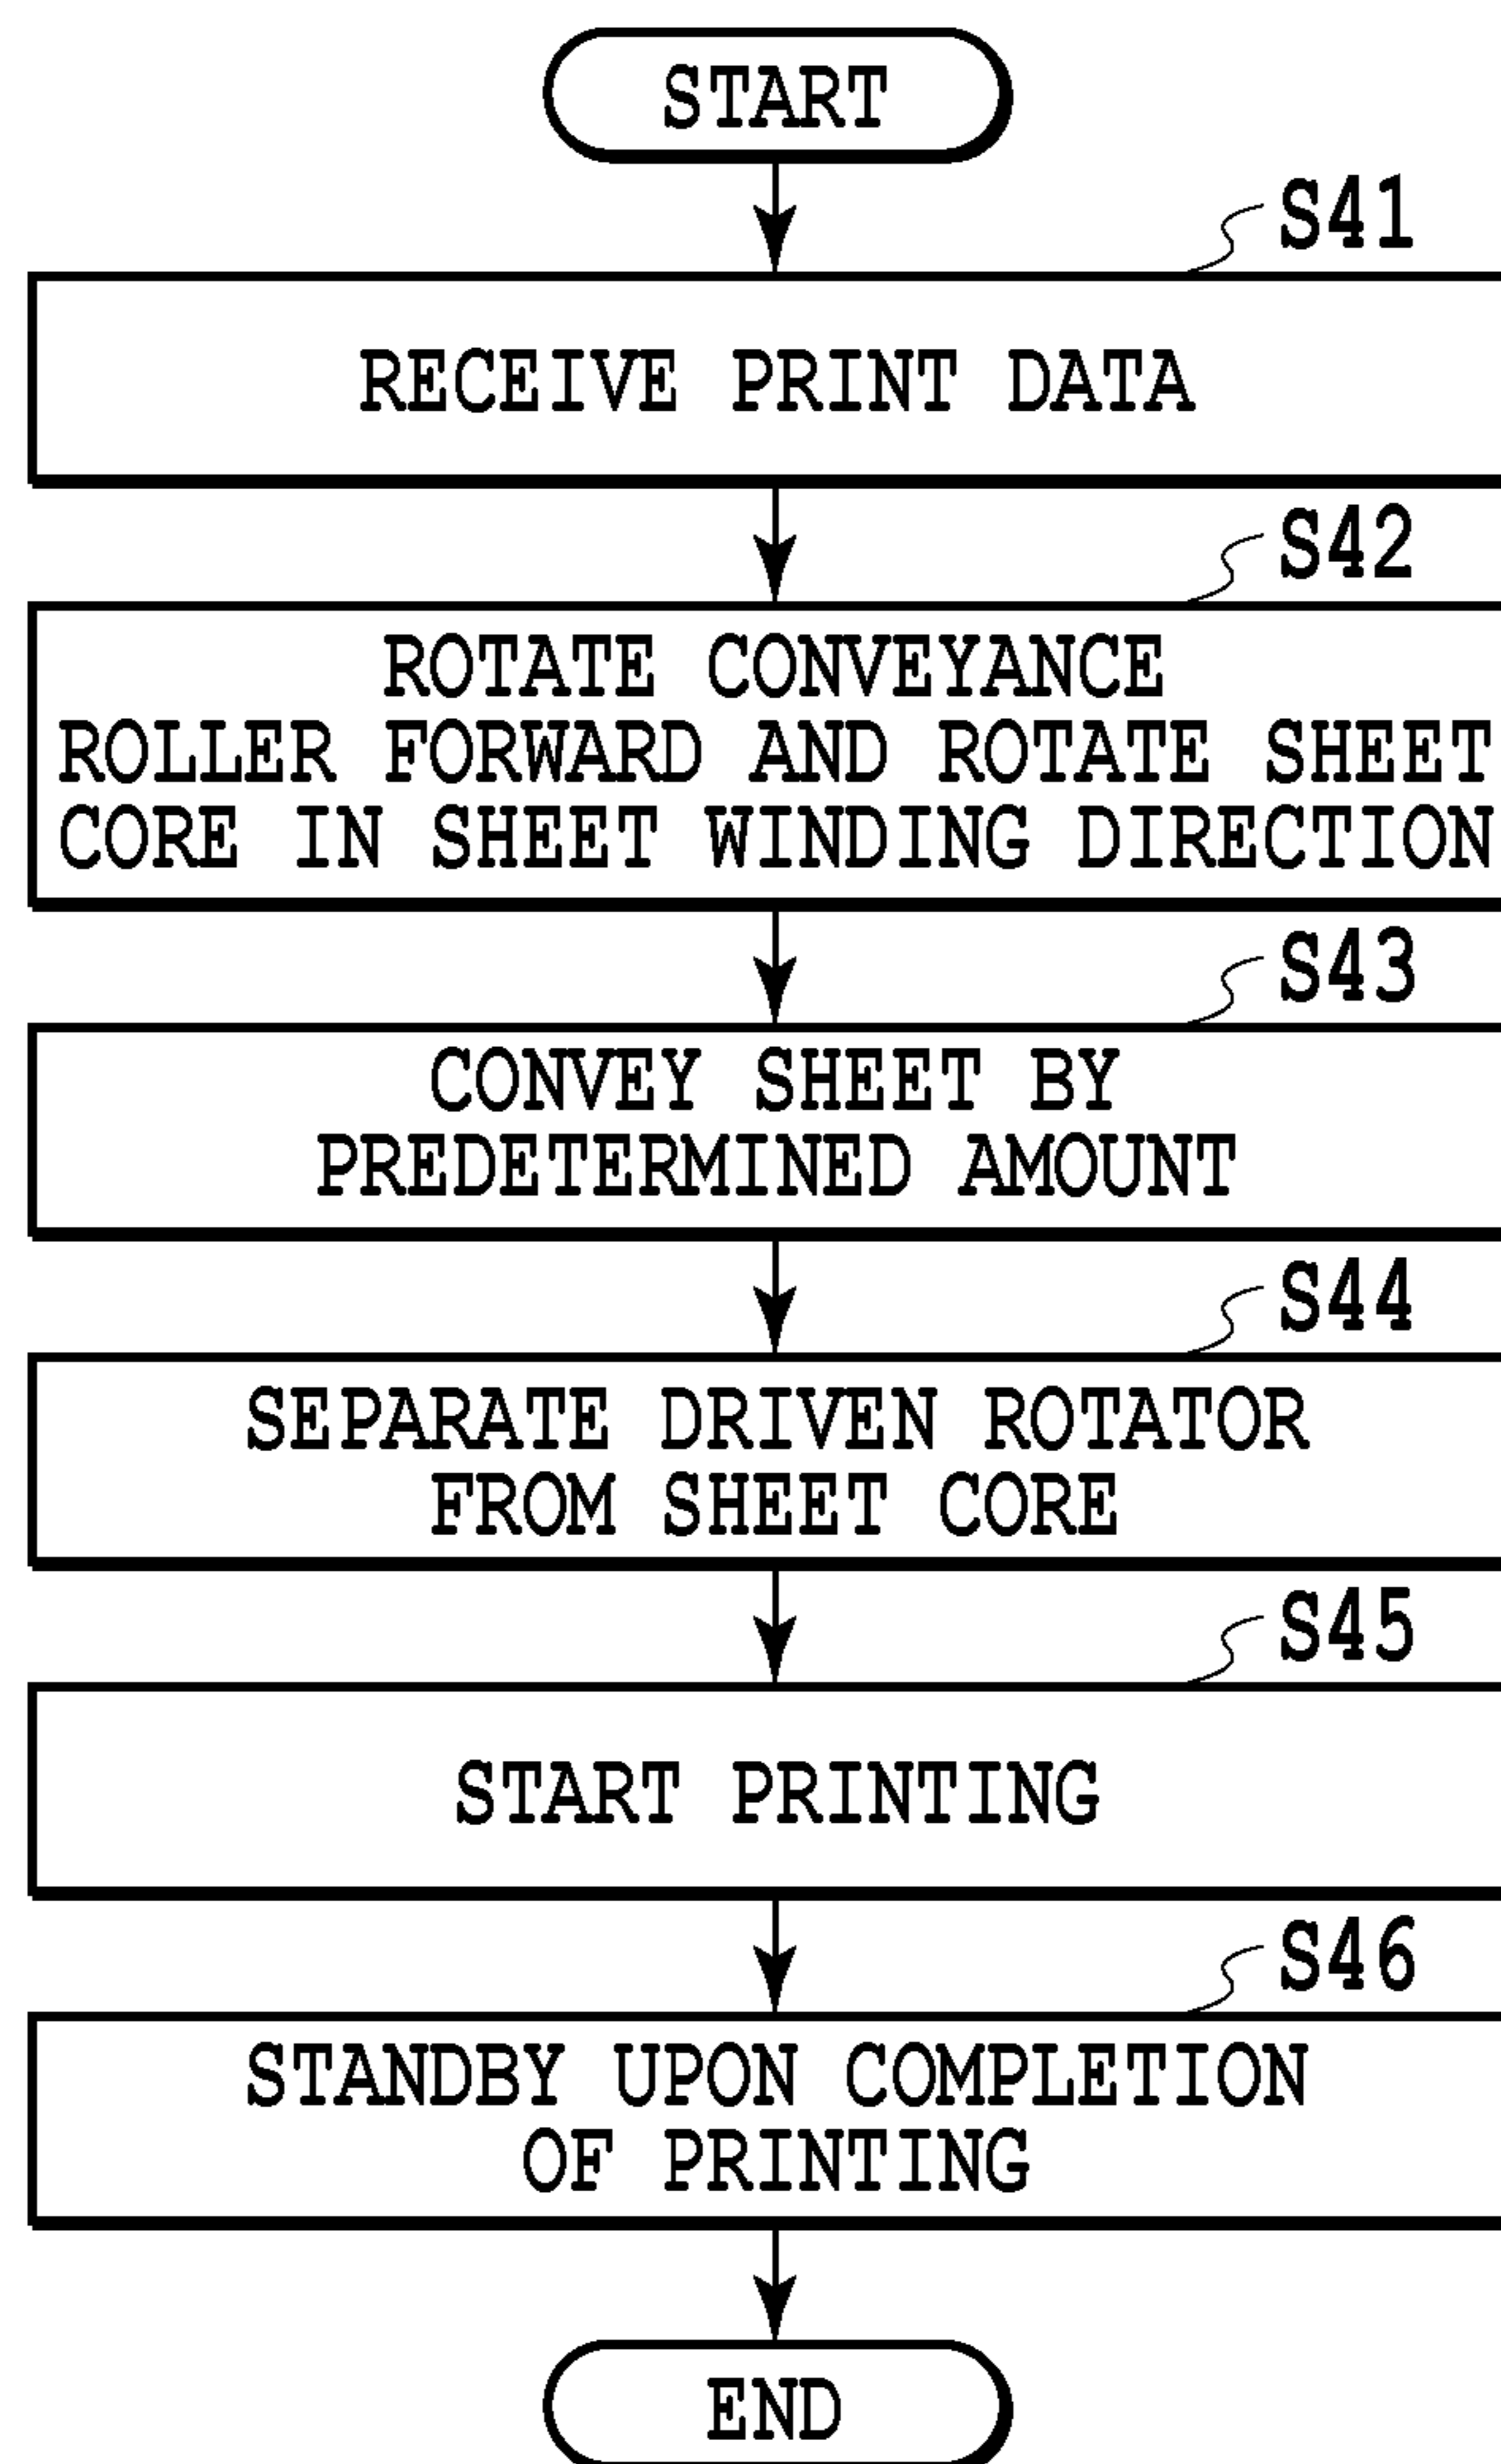 START
S41
RECEIVE PRINT DATA
S42
ROTATE CONVEYANCE
ROLLER FORWARD AND ROTATE SHEET
CORE IN SHEET WINDING DIRECTION
S43
CONVEY SHEET BY
PREDETERMINED AMOUNT
S44
SEPARATE DRIVEN ROTATOR
FROM SHEET CORE
S45
START PRINTING
S46
STANDBY UPON COMPLETION
OF PRINTING
END